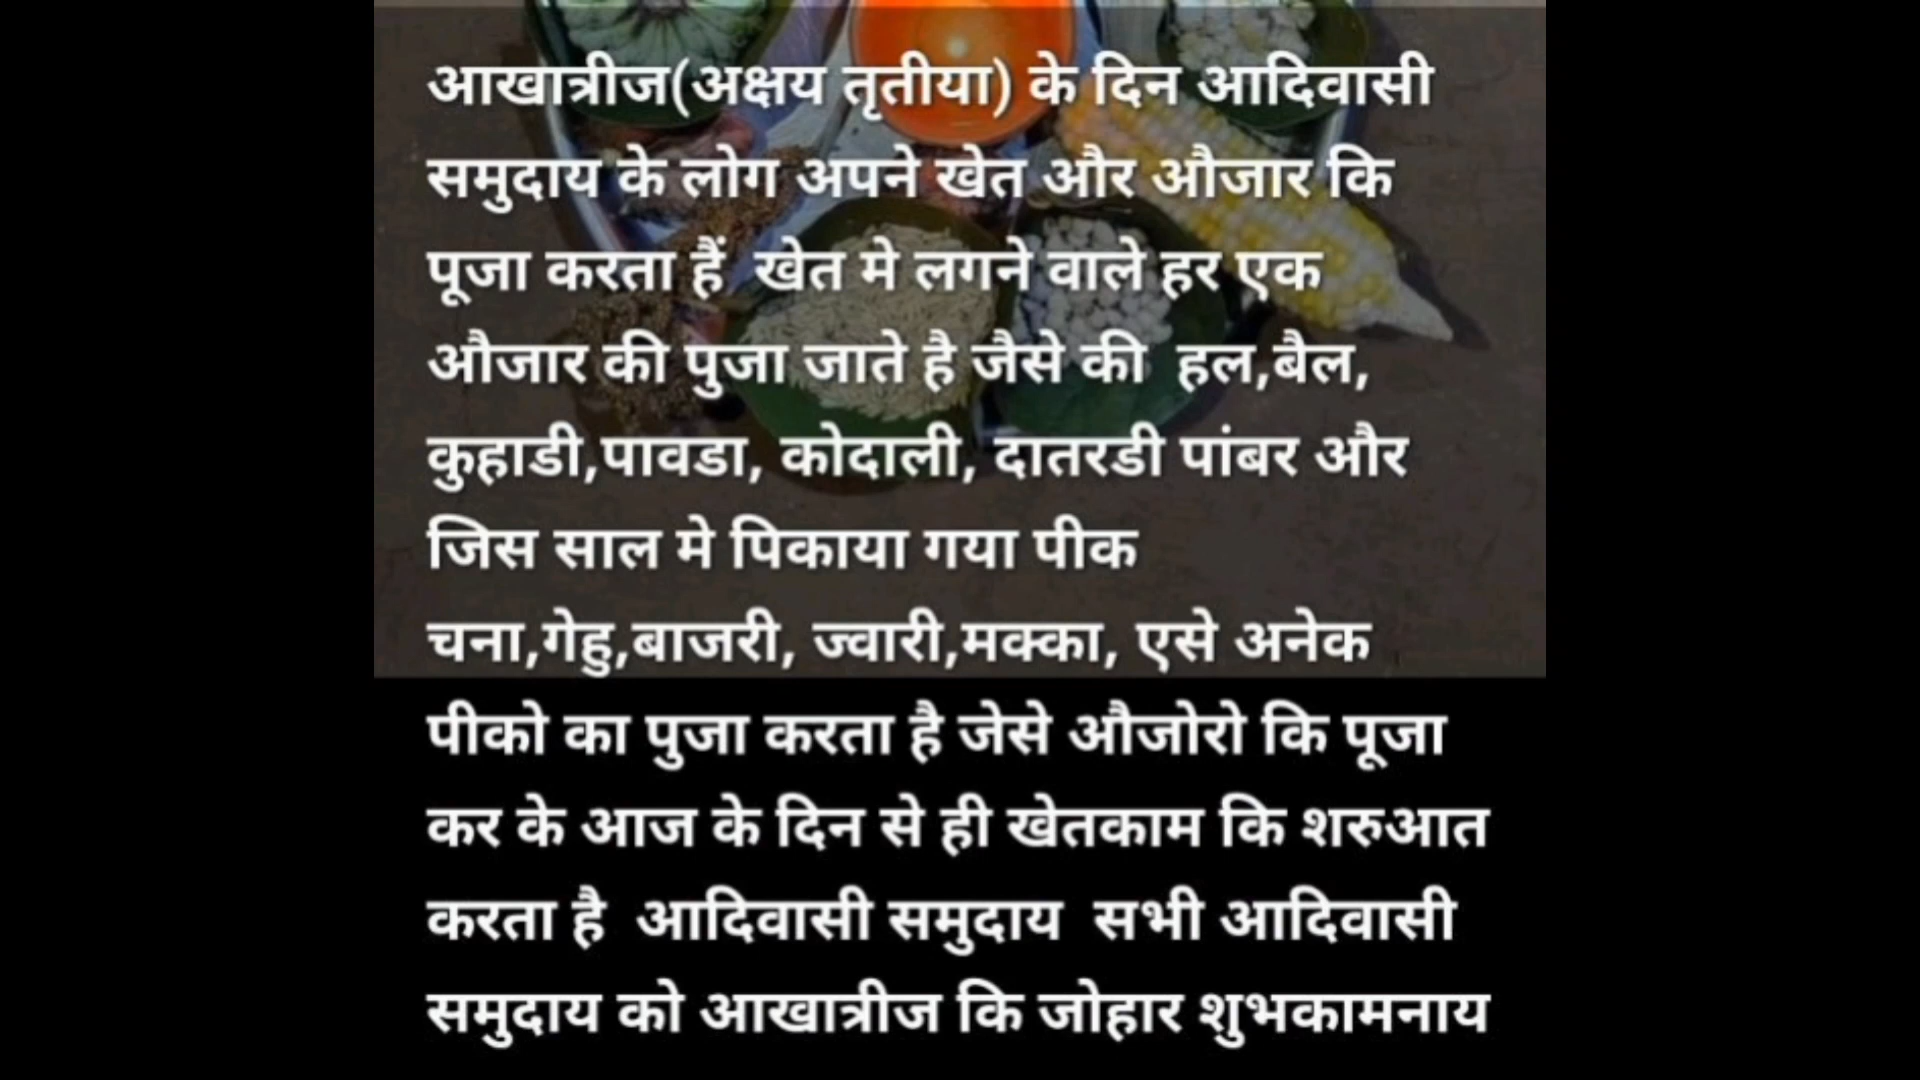 आखात्रीज(अक्षय तृतीया) के दिन आदिवासी
समुदाय के लोग अपने खेत और औजार कि
पूजा करता हैं खेत मे लगने वाले हर एक
औजार की पुजा जाते है जैसे की हल,बैल,
कुहाडी,पावडा, कोदाली, दातरडी पांबर और
जिस साल मे पिकाया गया पीक
चना,गेहु,बाजरी, ज्वारी,मक्का, एसे अनेक
पीको का पुजा करता है जेसे औजोरो कि पूजा
कर के आज के दिन से ही खेतकाम कि शरुआत
करता है आदिवासी समुदाय सभी आदिवासी
समुदाय को आखात्रीज कि जोहार शुभकामनाय